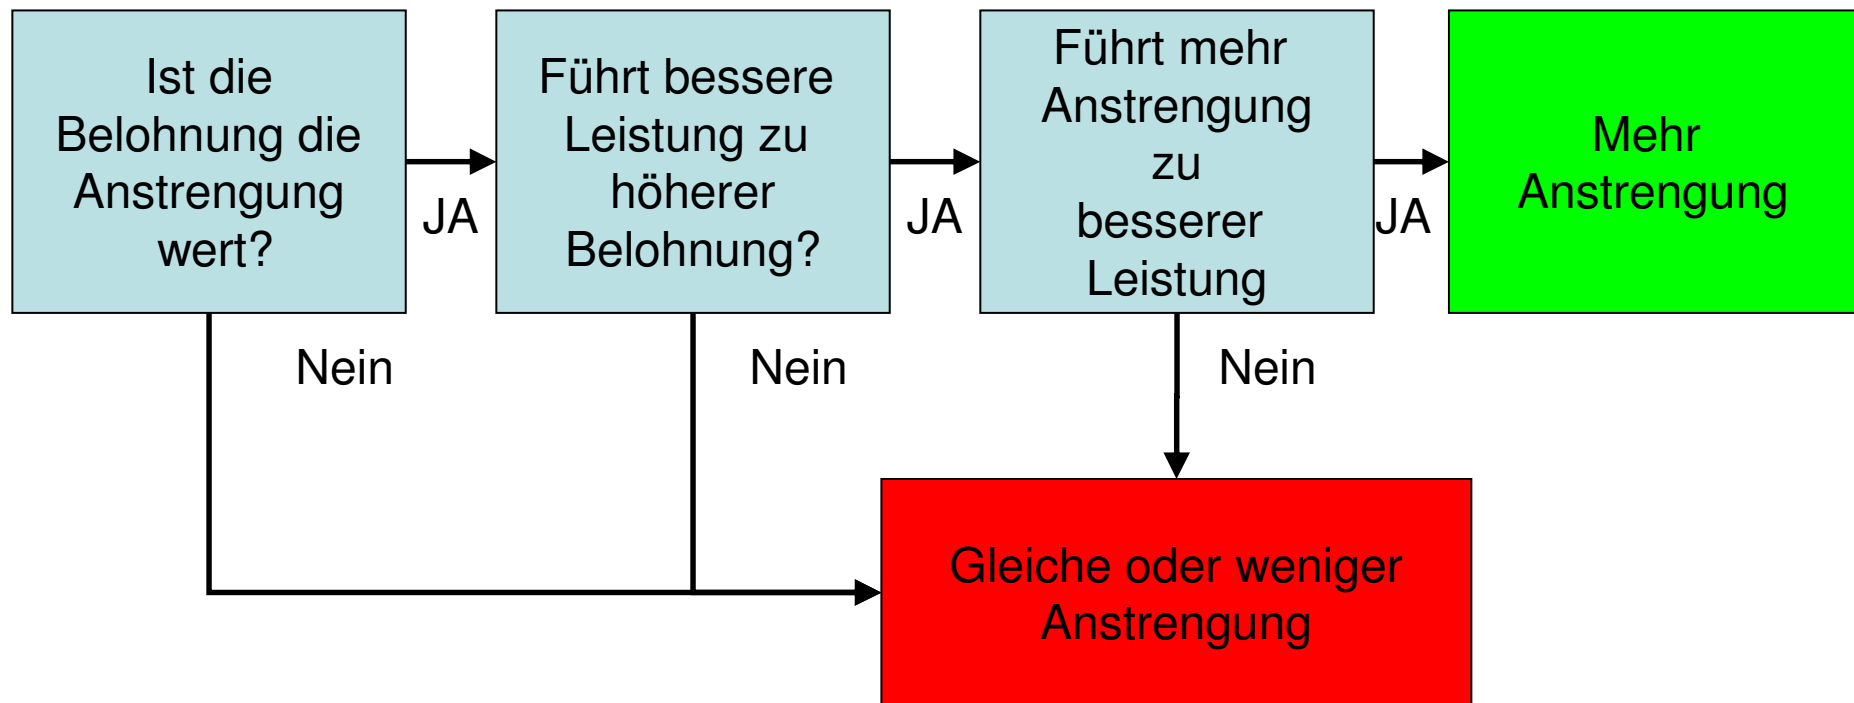 Ist die
Belohnung die
Anstrengung
wert?
JA
Führt bessere
Leistung zu
höherer
Belohnung?
JA
Führt mehr
Anstrengung
zu
besserer
Leistung
JA
Mehr
Anstrengung
Nein
Nein
Nein
Gleiche oder weniger
Anstrengung